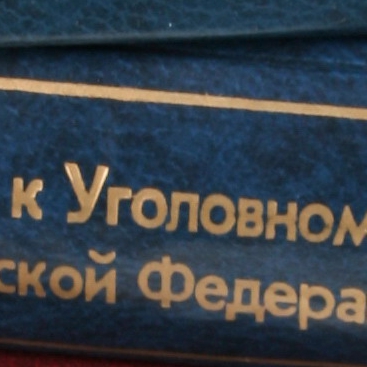 к Уголовном
ской Федера